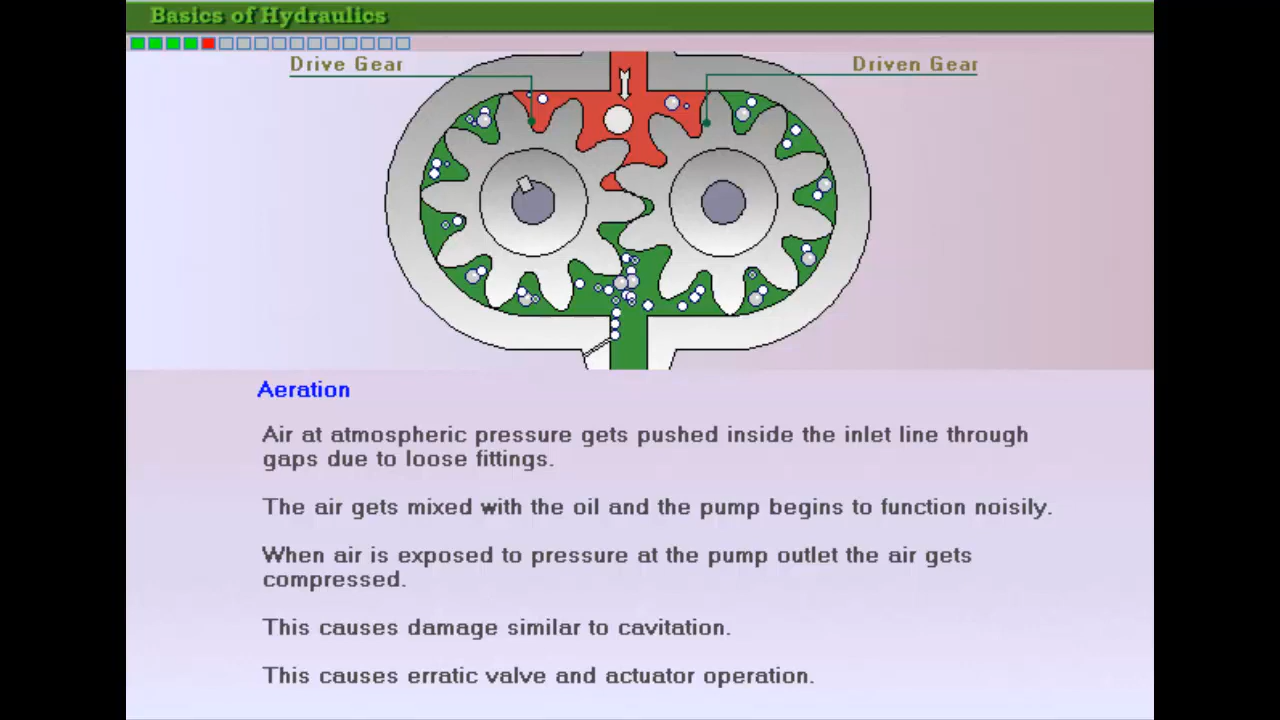 Basics of Hydraulics
Drive Gear
Driven Gear
Aeration
Air at atmospheric pressure gets pushed inside the inlet line through
gaps due to loose fittings.
The air gets mixed with the oil and the pump begins to function noisily.
When air is exposed to pressure at the pump outlet the air gets
compressed.
This causes damage similar to cavitation.
This causes erratic valve and actuator operation.